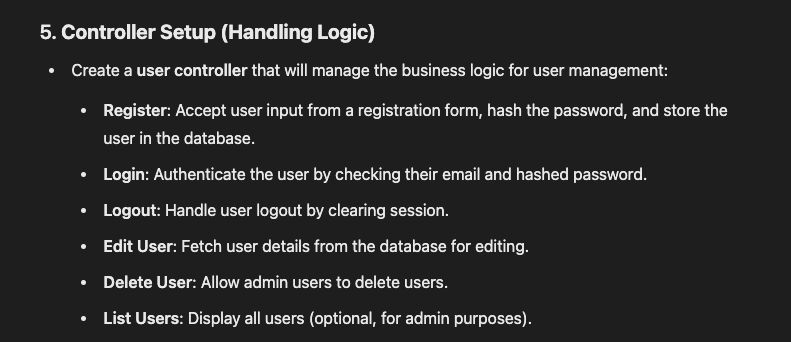 5. Controller Setup (Handling Logic)
• Create a user controller that will manage the business logic for user management:
• Register: Accept user input from a registration form, hash the password, and store the
user in the database.
• Login: Authenticate the user by checking their email and hashed password.
• Logout: Handle user logout by clearing session.
• Edit User: Fetch user details from the database for editing.
• Delete User: Allow admin users to delete users.
• List Users: Display all users (optional, for admin purposes).